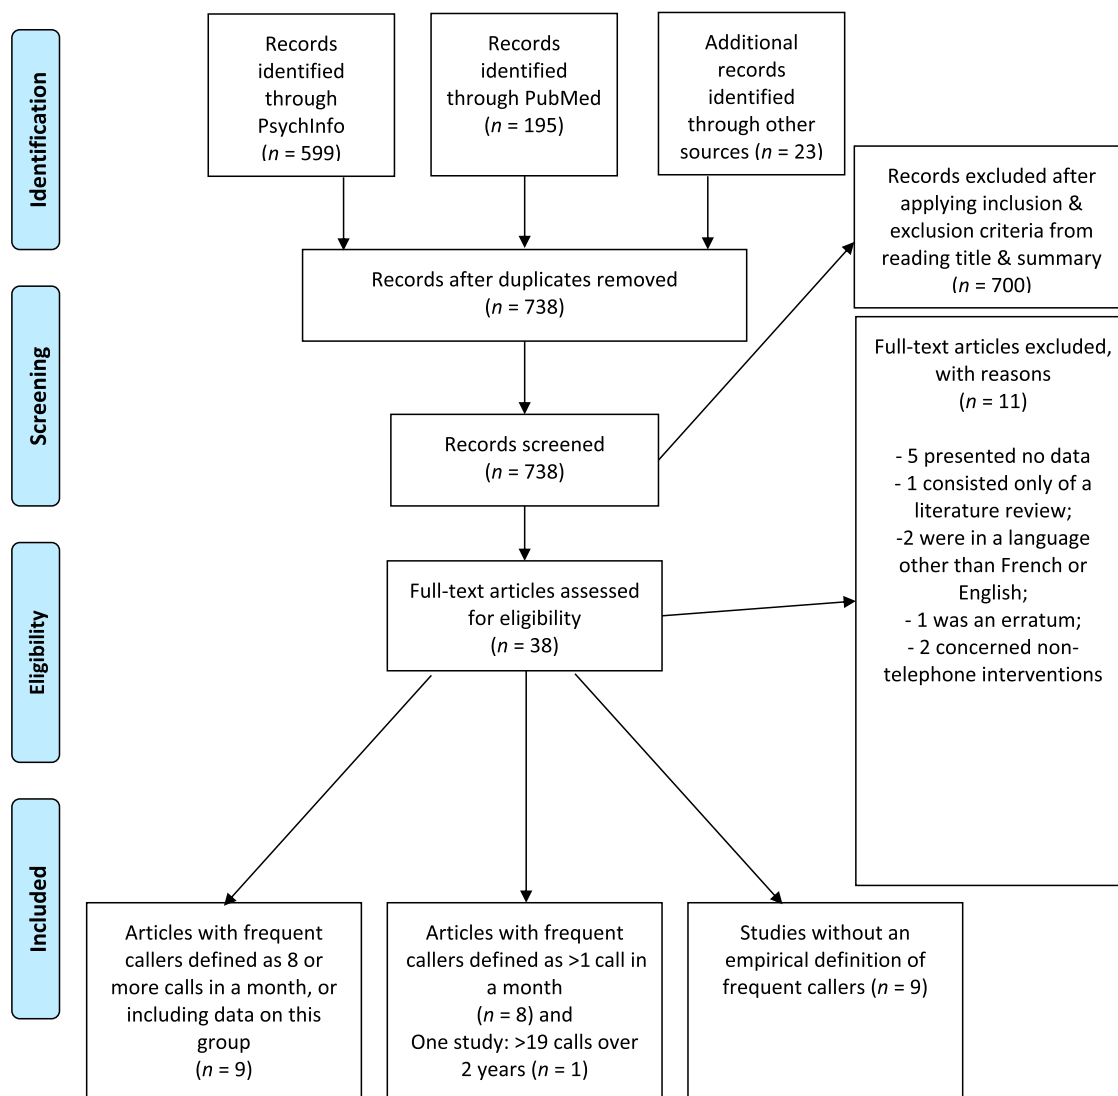 Identification
Records
identified
through
PsychInfo
(n = 599)
Records
identified
through PubMed
(n = 195)
Additional
records
identified
through other
sources (n = 23)
Records excluded after
applying inclusion &
exclusion criteria from
reading title & summary
(n = 700)
Records after duplicates removed
(n = 738)
Screening
Records screened
(n = 738)
Full-text articles excluded,
with reasons
(n = 11)
- 5 presented no data
- 1 consisted only of a
literature review;
-2 were in a language
other than French or
English;
- 1 was an erratum;
- 2 concerned non-
telephone interventions
Eligibility
Full-text articles assessed
for eligibility
(n = 38)
Included
Articles with frequent
callers defined as 8 or
more calls in a month, or
including data on this
group
(n = 9)
Articles with frequent
callers defined as >1 call in
a month
(n = 8) and
One study: >19 calls over
2 years (n = 1)
Studies without an
empirical definition of
frequent callers (n = 9)